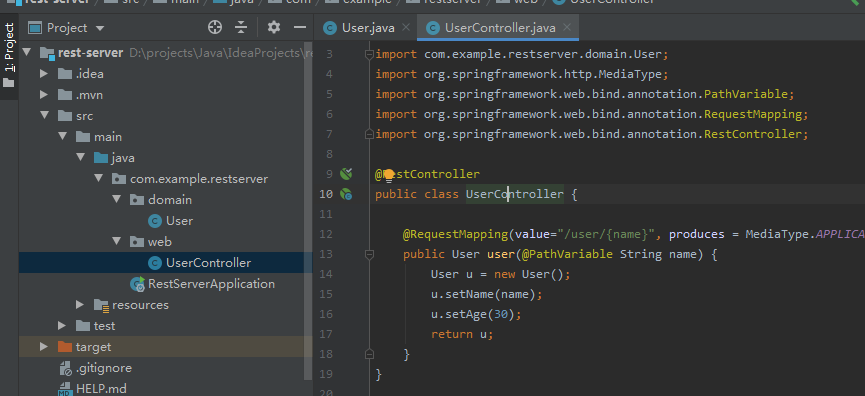 rest-server src main java com example restserver web UserController
1: Project
Project
rest-server D:\projects\Java\IdeaProjects\re
.idea
.mvn
src
main
java
com.example.restserver
domain
User
web
UserController
RestServerApplication
resources
test
target
.gitignore
HELP.md
User.java
UserController.java
3 import com.example.restserver.domain.User;
4 import org.springframework.http.MediaType;
5 import org.springframework.web.bind.annotation.PathVariable;
6 import org.springframework.web.bind.annotation.RequestMapping;
7 import org.springframework.web.bind.annotation.RestController;
8
9 @RestController
10 public class UserController {
11
12 @RequestMapping(value="/user/{name}", produces = MediaType.APPLICA
13 public User user(@PathVariable String name) {
14 User u = new User();
15 u.setName(name);
16 u.setAge(30);
17 return u;
18 }
19 }
20